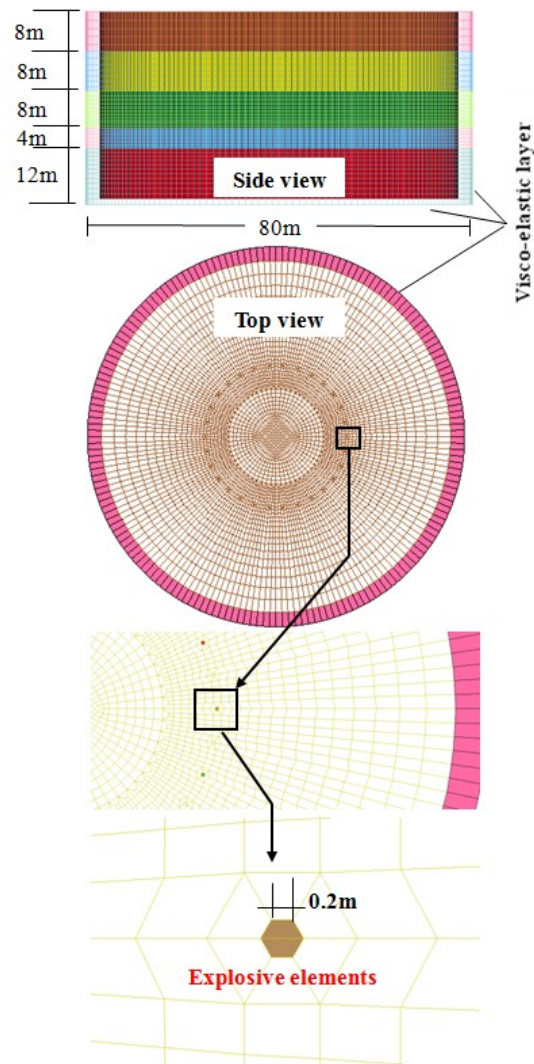 8m
8m
8m
4m
12m
Side view
80m
Visco-elastic layer
Top view
0.2m
Explosive elements